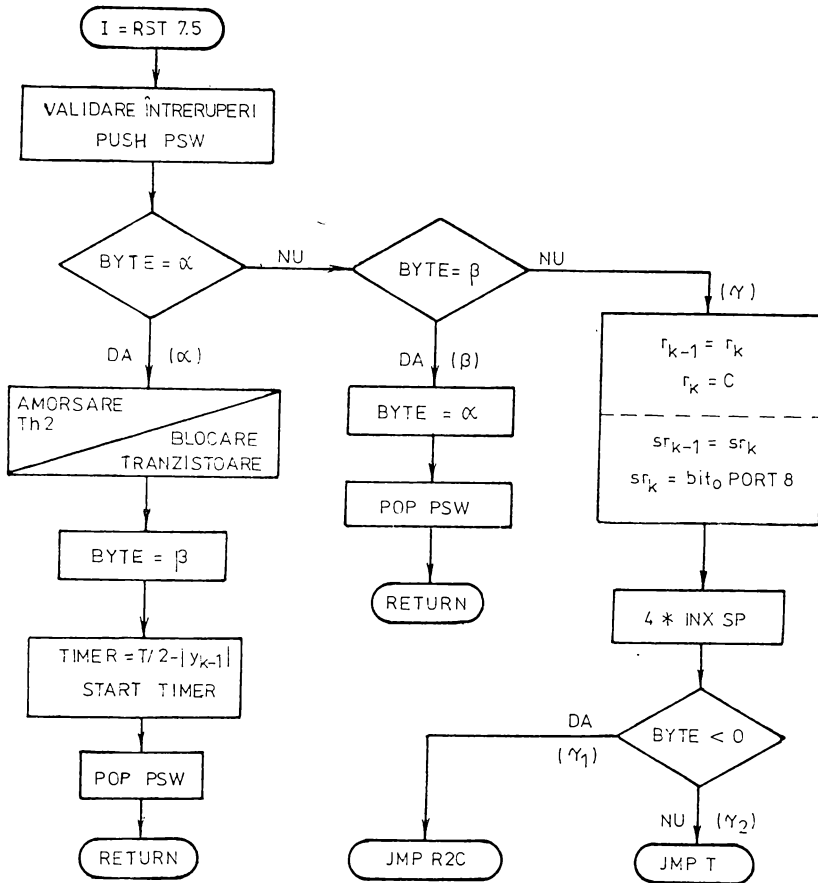 I = RST 7.5
VALIDARE ÎNTRERUPERI
PUSH PSW
BYTE = α
NU
BYTE = β
NU
(γ)
DA (α)
DA (β)
r_{k-1} = r_k
r_k = C
sr_{k-1} = sr_k
sr_k = bit_0 PORT 8
AMORSARE
Th2
BLOCARE
TRANZISTOARE
BYTE = α
POP PSW
RETURN
BYTE = β
4 * INX SP
TIMER = T/2 - |y_{k-1}|
START TIMER
POP PSW
RETURN
BYTE < 0
DA
(γ_1)
NU (γ_2)
JMP R2C
JMP T